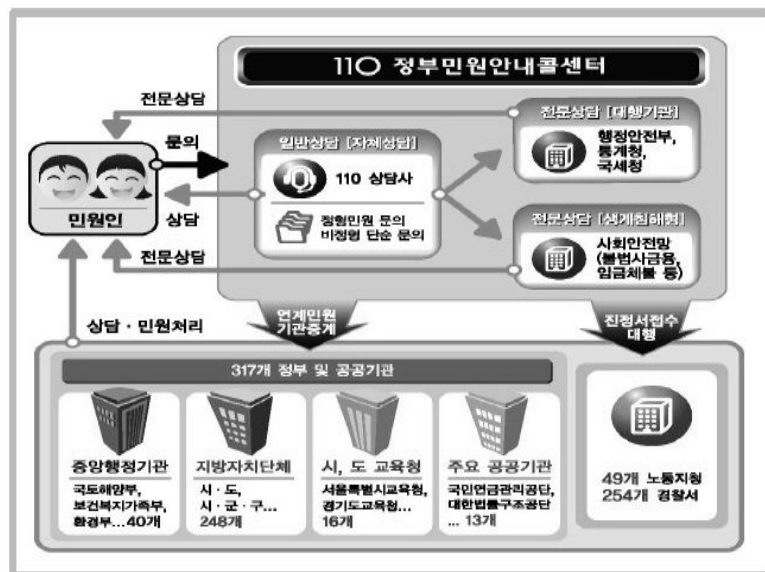 110 정부민원안내콜센터
전문상담
문의
민원인
상담
전문상담
상담 · 민원처리
일반상담 [자체상담]
110 상담사
정형민원 문의
비정형 단순 문의
전문상담 [대행기관]
행정안전부,
통계청,
국세청
전문상담 [생계침해형]
사회안전망
(불법사금융,
임금체불 등)
연계민원
기관중계
진정서접수
대행
317개 정부 및 공공기관
중앙행정기관
국토해양부,
보건복지가족부,
환경부...40개
지방자치단체
시 · 도,
시 · 군 · 구...
248개
시, 도 교육청
서울특별시교육청,
경기도교육청...
16개
주요 공공기관
국민연금관리공단,
대한법률구조공단
... 13개
49개 노동지청
254개 경찰서